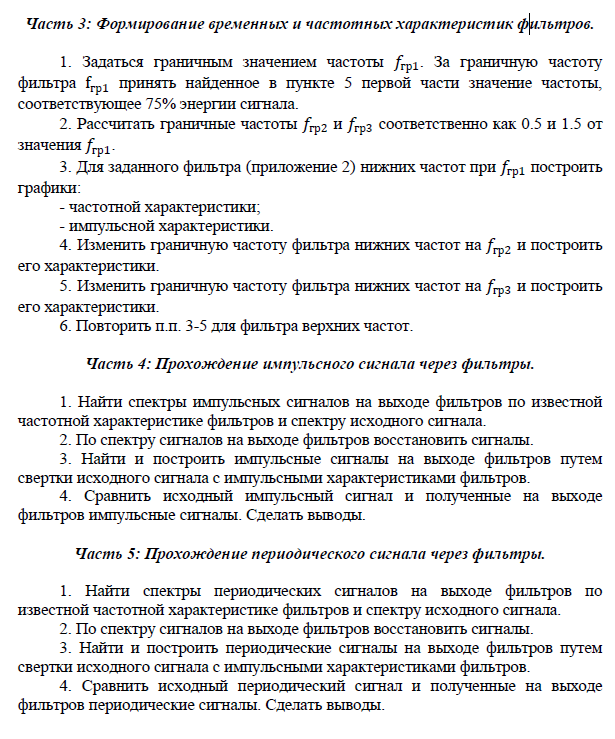 Часть 3: Формирование временных и частотных характеристик фильтров.
1. Задаться граничным значением частоты fгр1. За граничную частоту
фильтра fгр1 принять найденное в пункте 5 первой части значение частоты,
соответствующее 75% энергии сигнала.
2. Рассчитать граничные частоты fгр2 и fгр3 соответственно как 0.5 и 1.5 от
значения fгр1.
3. Для заданного фильтра (приложение 2) нижних частот при fгр1 построить
графики:
- частотной характеристики;
- импульсной характеристики.
4. Изменить граничную частоту фильтра нижних частот на fгр2 и построить
его характеристики.
5. Изменить граничную частоту фильтра нижних частот на fгр3 и построить
его характеристики.
6. Повторить п.п. 3-5 для фильтра верхних частот.
Часть 4: Прохождение импульсного сигнала через фильтры.
1. Найти спектры импульсных сигналов на выходе фильтров по известной
частотной характеристике фильтров и спектру исходного сигнала.
2. По спектру сигналов на выходе фильтров восстановить сигналы.
3. Найти и построить импульсные сигналы на выходе фильтров путем
свертки исходного сигнала с импульсными характеристиками фильтров.
4. Сравнить исходный импульсный сигнал и полученные на выходе
фильтров импульсные сигналы. Сделать выводы.
Часть 5: Прохождение периодического сигнала через фильтры.
1. Найти спектры периодических сигналов на выходе фильтров по
известной частотной характеристике фильтров и спектру исходного сигнала.
2. По спектру сигналов на выходе фильтров восстановить сигналы.
3. Найти и построить периодические сигналы на выходе фильтров путем
свертки исходного сигнала с импульсными характеристиками фильтров.
4. Сравнить исходный периодический сигнал и полученные на выходе
фильтров периодические сигналы. Сделать выводы.